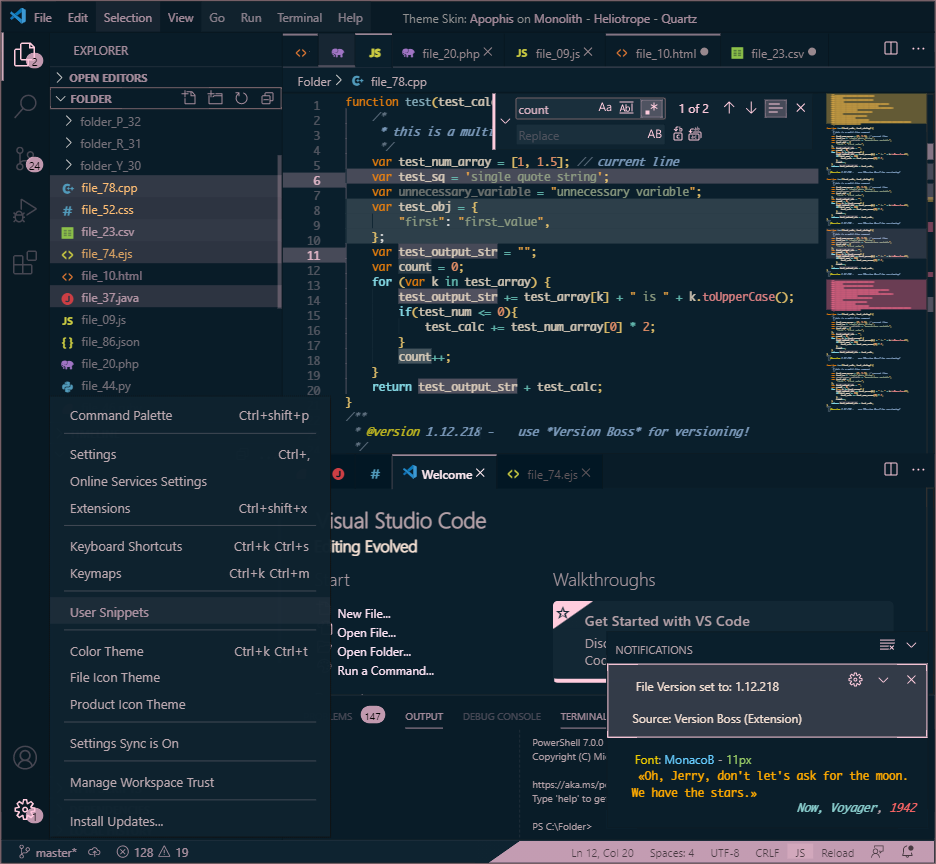 File Edit Selection View Go Run Terminal Help Theme Skin: Apophis on Monolith - Heliotrope - Quartz
EXPLORER
JS file_20.php JS file_09.js file_10.html file_23.csv
OPEN EDITORS
FOLDER
folder_P_32
folder_R_31
folder_Y_30
file_78.cpp
file_52.css
file_23.csv
file_74.ejs
file_10.html
file_37.java
file_09.js
file_86.json
file_20.php
file_44.py
2
24
Folder > file_78.cpp
count Aa Abl .* 1 of 2
Replace AB
1 function test(test_cal
2 /*
3 * this is a multi
4 */
5 var test_num_array = [1, 1.5]; // current line
6 var test_sq = 'single quote string';
7 var unnecessary_variable = "unnecessary variable";
8 var test_obj = {
9 "first": "first_value",
10 };
11 var test_output_str = "";
12 var count = 0;
13 for (var k in test_array) {
14 test_output_str += test_array[k] + " is " + k.toUpperCase();
15 if(test_num <= 0){
16 test_calc += test_num_array[0] * 2;
17 }
18 count++;
19 }
20 return test_output_str + test_calc;
}
/**
* @version 1.12.218 - use *Version Boss* for versioning!
*/
Command Palette Ctrl+shift+p
Settings Ctrl+,
Online Services Settings
Extensions Ctrl+shift+x
Keyboard Shortcuts Ctrl+k Ctrl+s
Keymaps Ctrl+k Ctrl+m
User Snippets
Color Theme Ctrl+k Ctrl+t
File Icon Theme
Product Icon Theme
Settings Sync is On
Manage Workspace Trust
Install Updates...
1
J # Welcome file_74.ejs
isual Studio Code
iting Evolved
art
New File...
Open File...
Open Folder...
Run a Command...
Walkthroughs
Get Started with VS Code
Disc
Coc
NOTIFICATIONS
File Version set to: 1.12.218
Source: Version Boss (Extension)
LEMS 147 OUTPUT DEBUG CONSOLE TERMINAL
PowerShell 7.0.0
Copyright (C) Mi
https://aka.ms/po
Type 'help' to get
PS C:\Folder>
Font: MonacoB - 11px
«Oh, Jerry, don't let's ask for the moon.
We have the stars.»
Now, Voyager, 1942
master* 128 19 Ln 12, Col 20 Spaces: 4 UTF-8 CRLF JS Reload